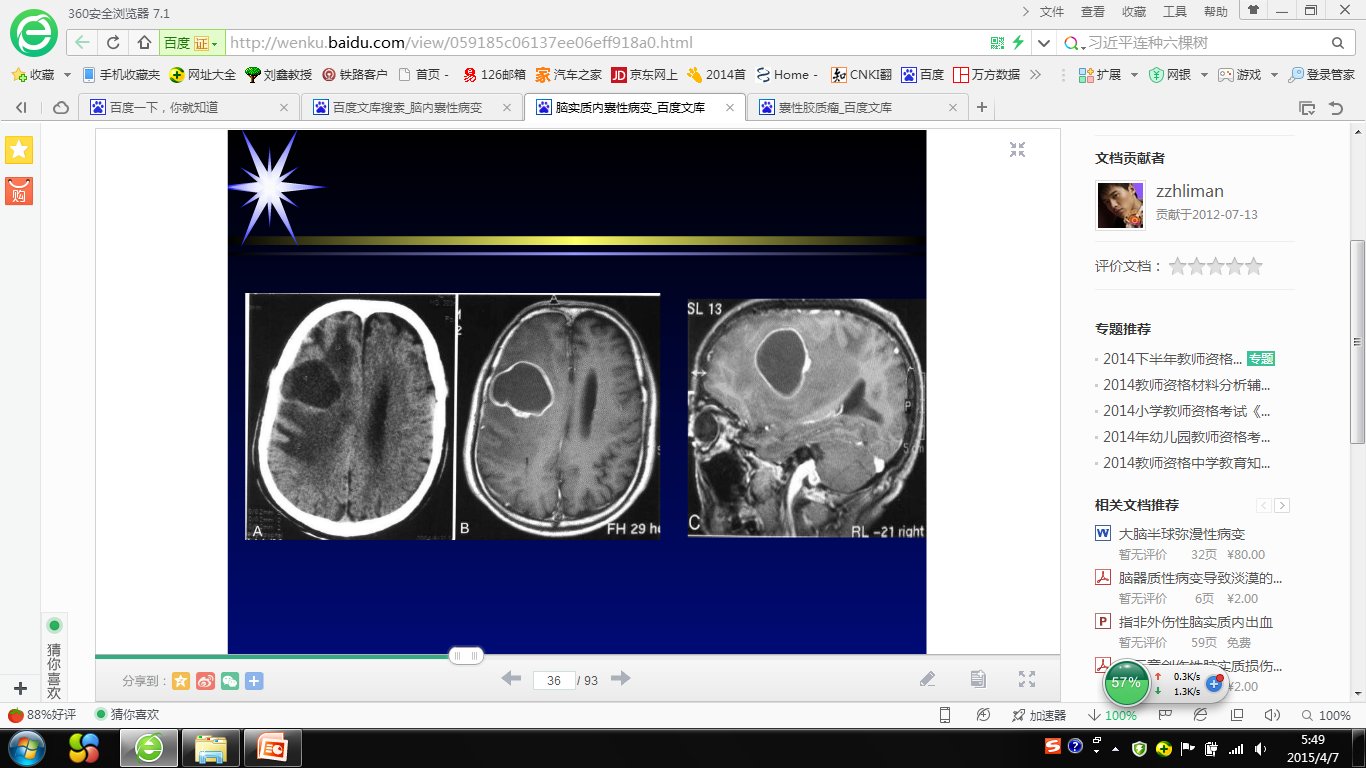 360安全浏览器 7.1
文件 查看 收藏 工具 帮助
百度 证 http://wenku.baidu.com/view/059185c06137ee06eff918a0.html
习近平连种六棵树
收藏 手机收藏夹 网址大全 刘鑫教授 铁路客户 首页 - 126邮箱 汽车之家 JD 京东网上 2014首 Home - CNKI翻 百度 万方数据 扩展 网银 游戏 登录管家
百度一下，你就知道
百度文库搜索_脑内囊性病变
脑实质内囊性病变_百度文库
囊性胶质瘤_百度文库
购
A
B
FH 29 he
SL 13
P
C
RL -21 right
文档贡献者
zzhliman
贡献于2012-07-13
评价文档：
专题推荐
2014下半年教师资格... 专题
2014教师资格材料分析辅...
2014小学教师资格考试《...
2014年幼儿园教师资格考...
2014教师资格中学教育知...
相关文档推荐
大脑半球弥漫性病变
暂无评价 32页 ¥80.00
脑器质性病变导致淡漠的...
暂无评价 6页 ¥2.00
指非外伤性脑实质内出血
暂无评价 59页 免费
脑实质损伤...
¥2.00
57%
0.3K/s
1.3K/s
猜你喜欢
分享到：
36 / 93
88%好评 猜你喜欢
加速器 100% 100%
5:49
2015/4/7